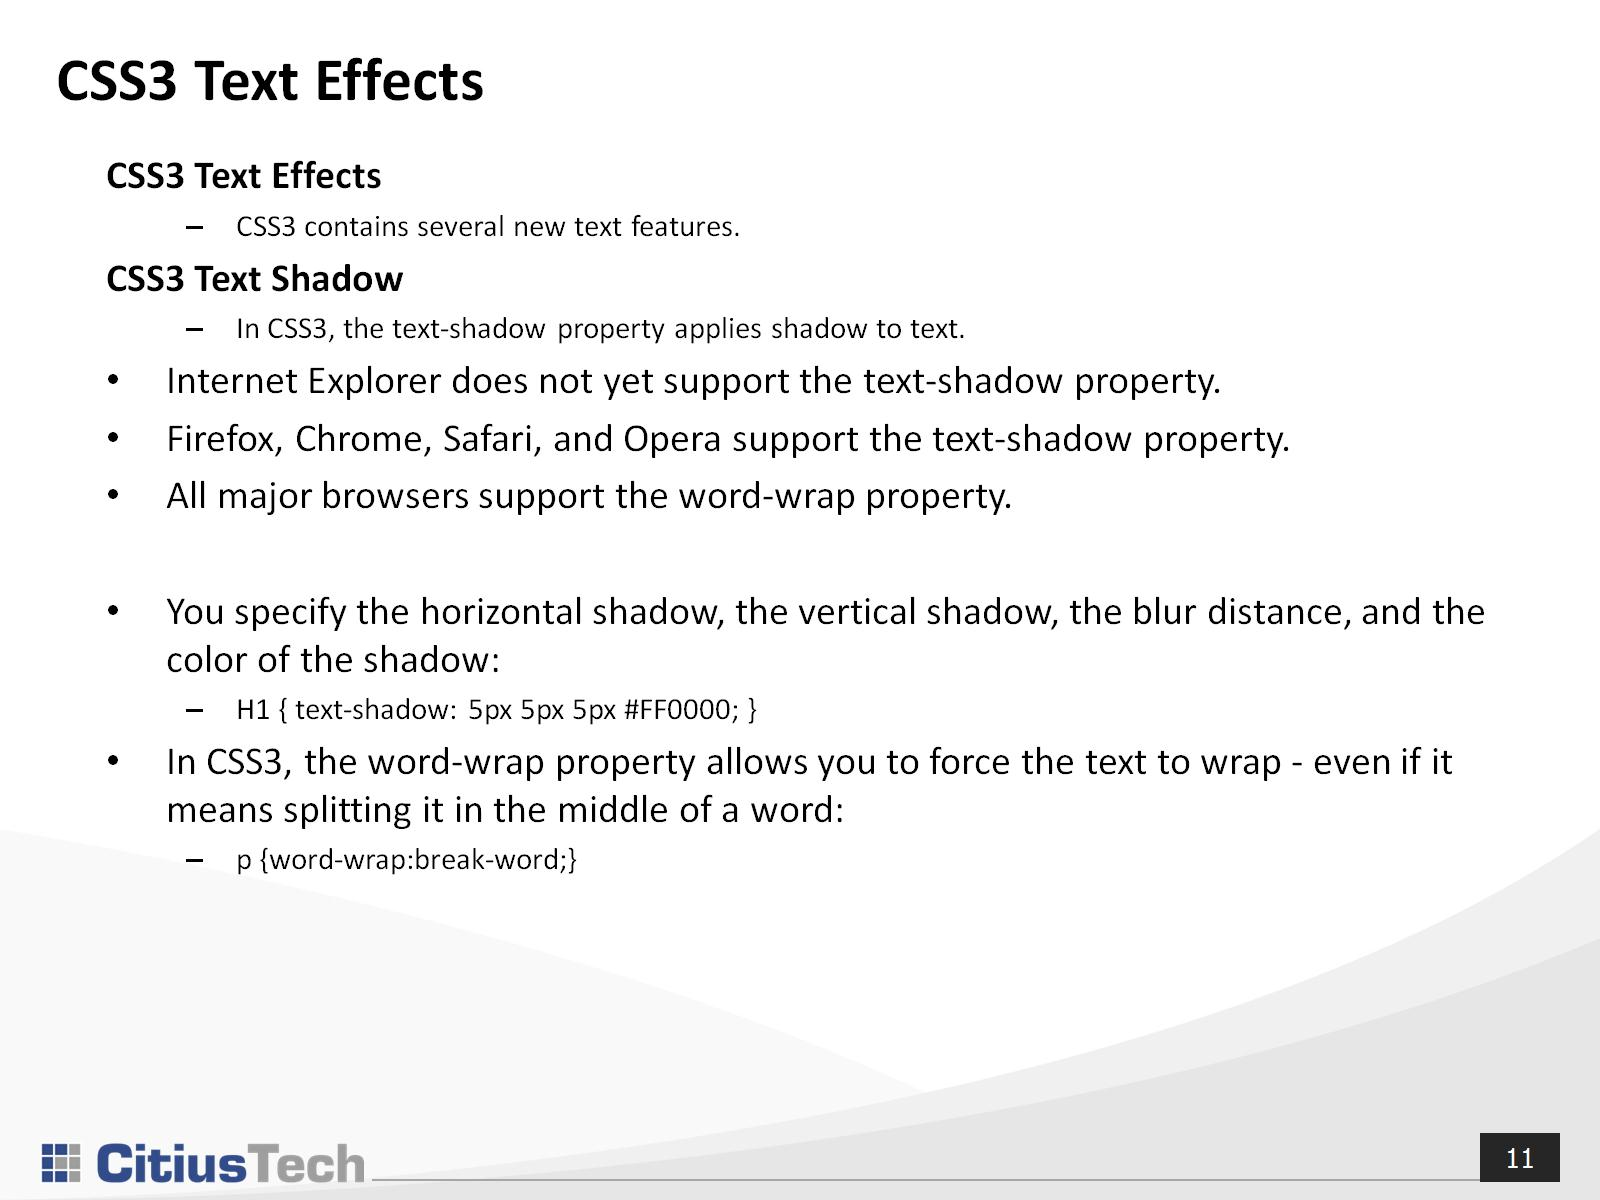 CSS3 Text Effects
CSS3 Text Effects
– CSS3 contains several new text features.
CSS3 Text Shadow
– In CSS3, the text-shadow property applies shadow to text.
• Internet Explorer does not yet support the text-shadow property.
• Firefox, Chrome, Safari, and Opera support the text-shadow property.
• All major browsers support the word-wrap property.
• You specify the horizontal shadow, the vertical shadow, the blur distance, and the
color of the shadow:
– H1 { text-shadow: 5px 5px 5px #FF0000; }
• In CSS3, the word-wrap property allows you to force the text to wrap - even if it
means splitting it in the middle of a word:
– p {word-wrap:break-word;}
CitiusTech
11